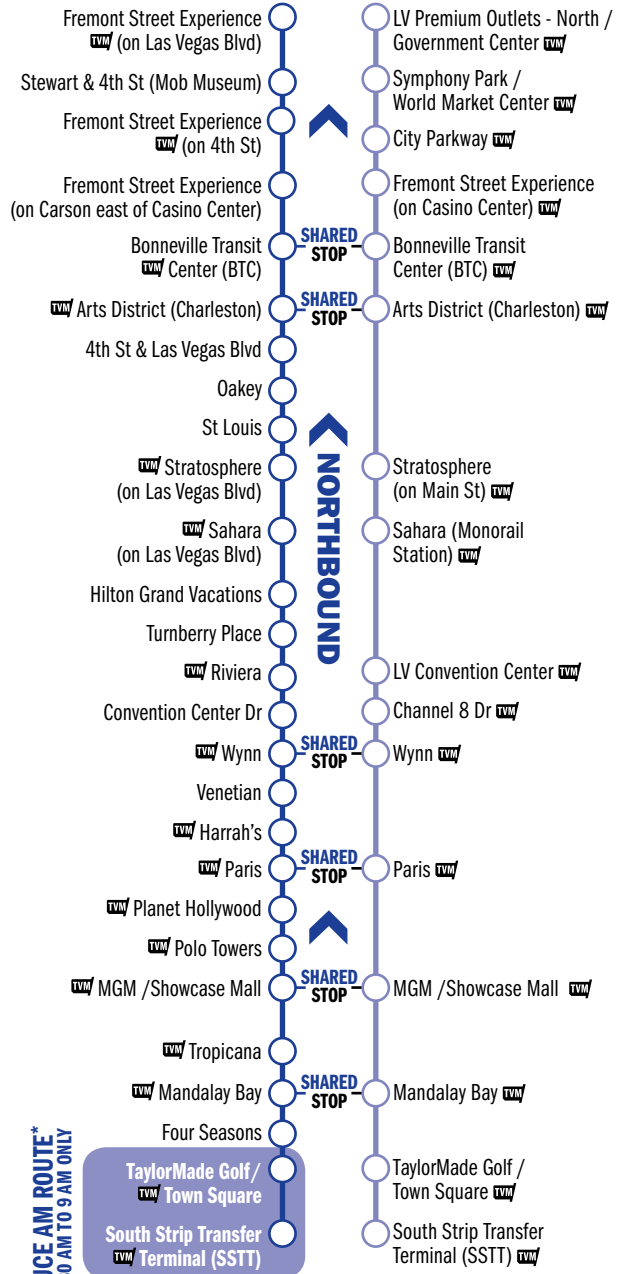 Fremont Street Experience
TVM (on Las Vegas Blvd)
Stewart & 4th St (Mob Museum)
Fremont Street Experience
TVM (on 4th St)
Fremont Street Experience
(on Carson east of Casino Center)
Bonneville Transit
TVM Center (BTC)
TVM Arts District (Charleston)
4th St & Las Vegas Blvd
Oakey
St Louis
TVM Stratosphere
(on Las Vegas Blvd)
TVM Sahara
(on Las Vegas Blvd)
Hilton Grand Vacations
Turnberry Place
TVM Riviera
Convention Center Dr
TVM Wynn
Venetian
TVM Harrah's
TVM Paris
TVM Planet Hollywood
TVM Polo Towers
TVM MGM /Showcase Mall
TVM Tropicana
TVM Mandalay Bay
Four Seasons
TaylorMade Golf/
TVM Town Square
South Strip Transfer
TVM Terminal (SSTT)
SHARED
STOP
SHARED
STOP
NORTHBOUND
SHARED
STOP
SHARED
STOP
SHARED
STOP
SHARED
STOP
LV Premium Outlets - North /
Government Center TVM
Symphony Park /
World Market Center TVM
City Parkway TVM
Fremont Street Experience
(on Casino Center) TVM
Bonneville Transit
Center (BTC) TVM
Arts District (Charleston) TVM
Stratosphere
(on Main St) TVM
Sahara (Monorail
Station) TVM
LV Convention Center TVM
Channel 8 Dr TVM
Wynn TVM
Paris TVM
MGM /Showcase Mall TVM
Mandalay Bay TVM
TaylorMade Golf /
Town Square TVM
South Strip Transfer
Terminal (SSTT) TVM
AM ROUTE*
AM TO 9 AM ONLY